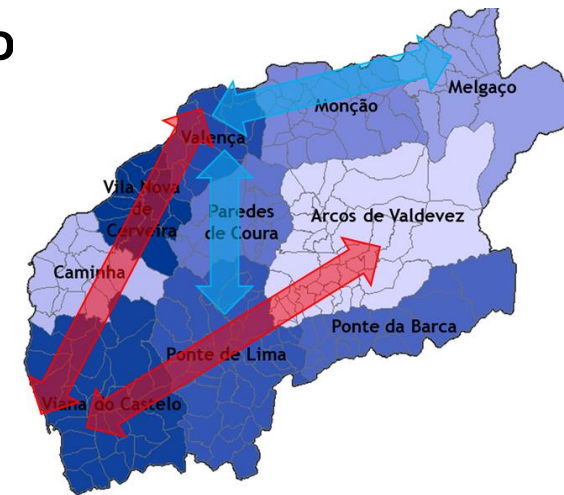 o
Melgaço
Monção
Valença
Vila Nova
de
Cerveira
Paredes
de Coura
Arcos de Valdevez
Caminha
Ponte da Barca
Ponte de Lima
Viana do Castelo